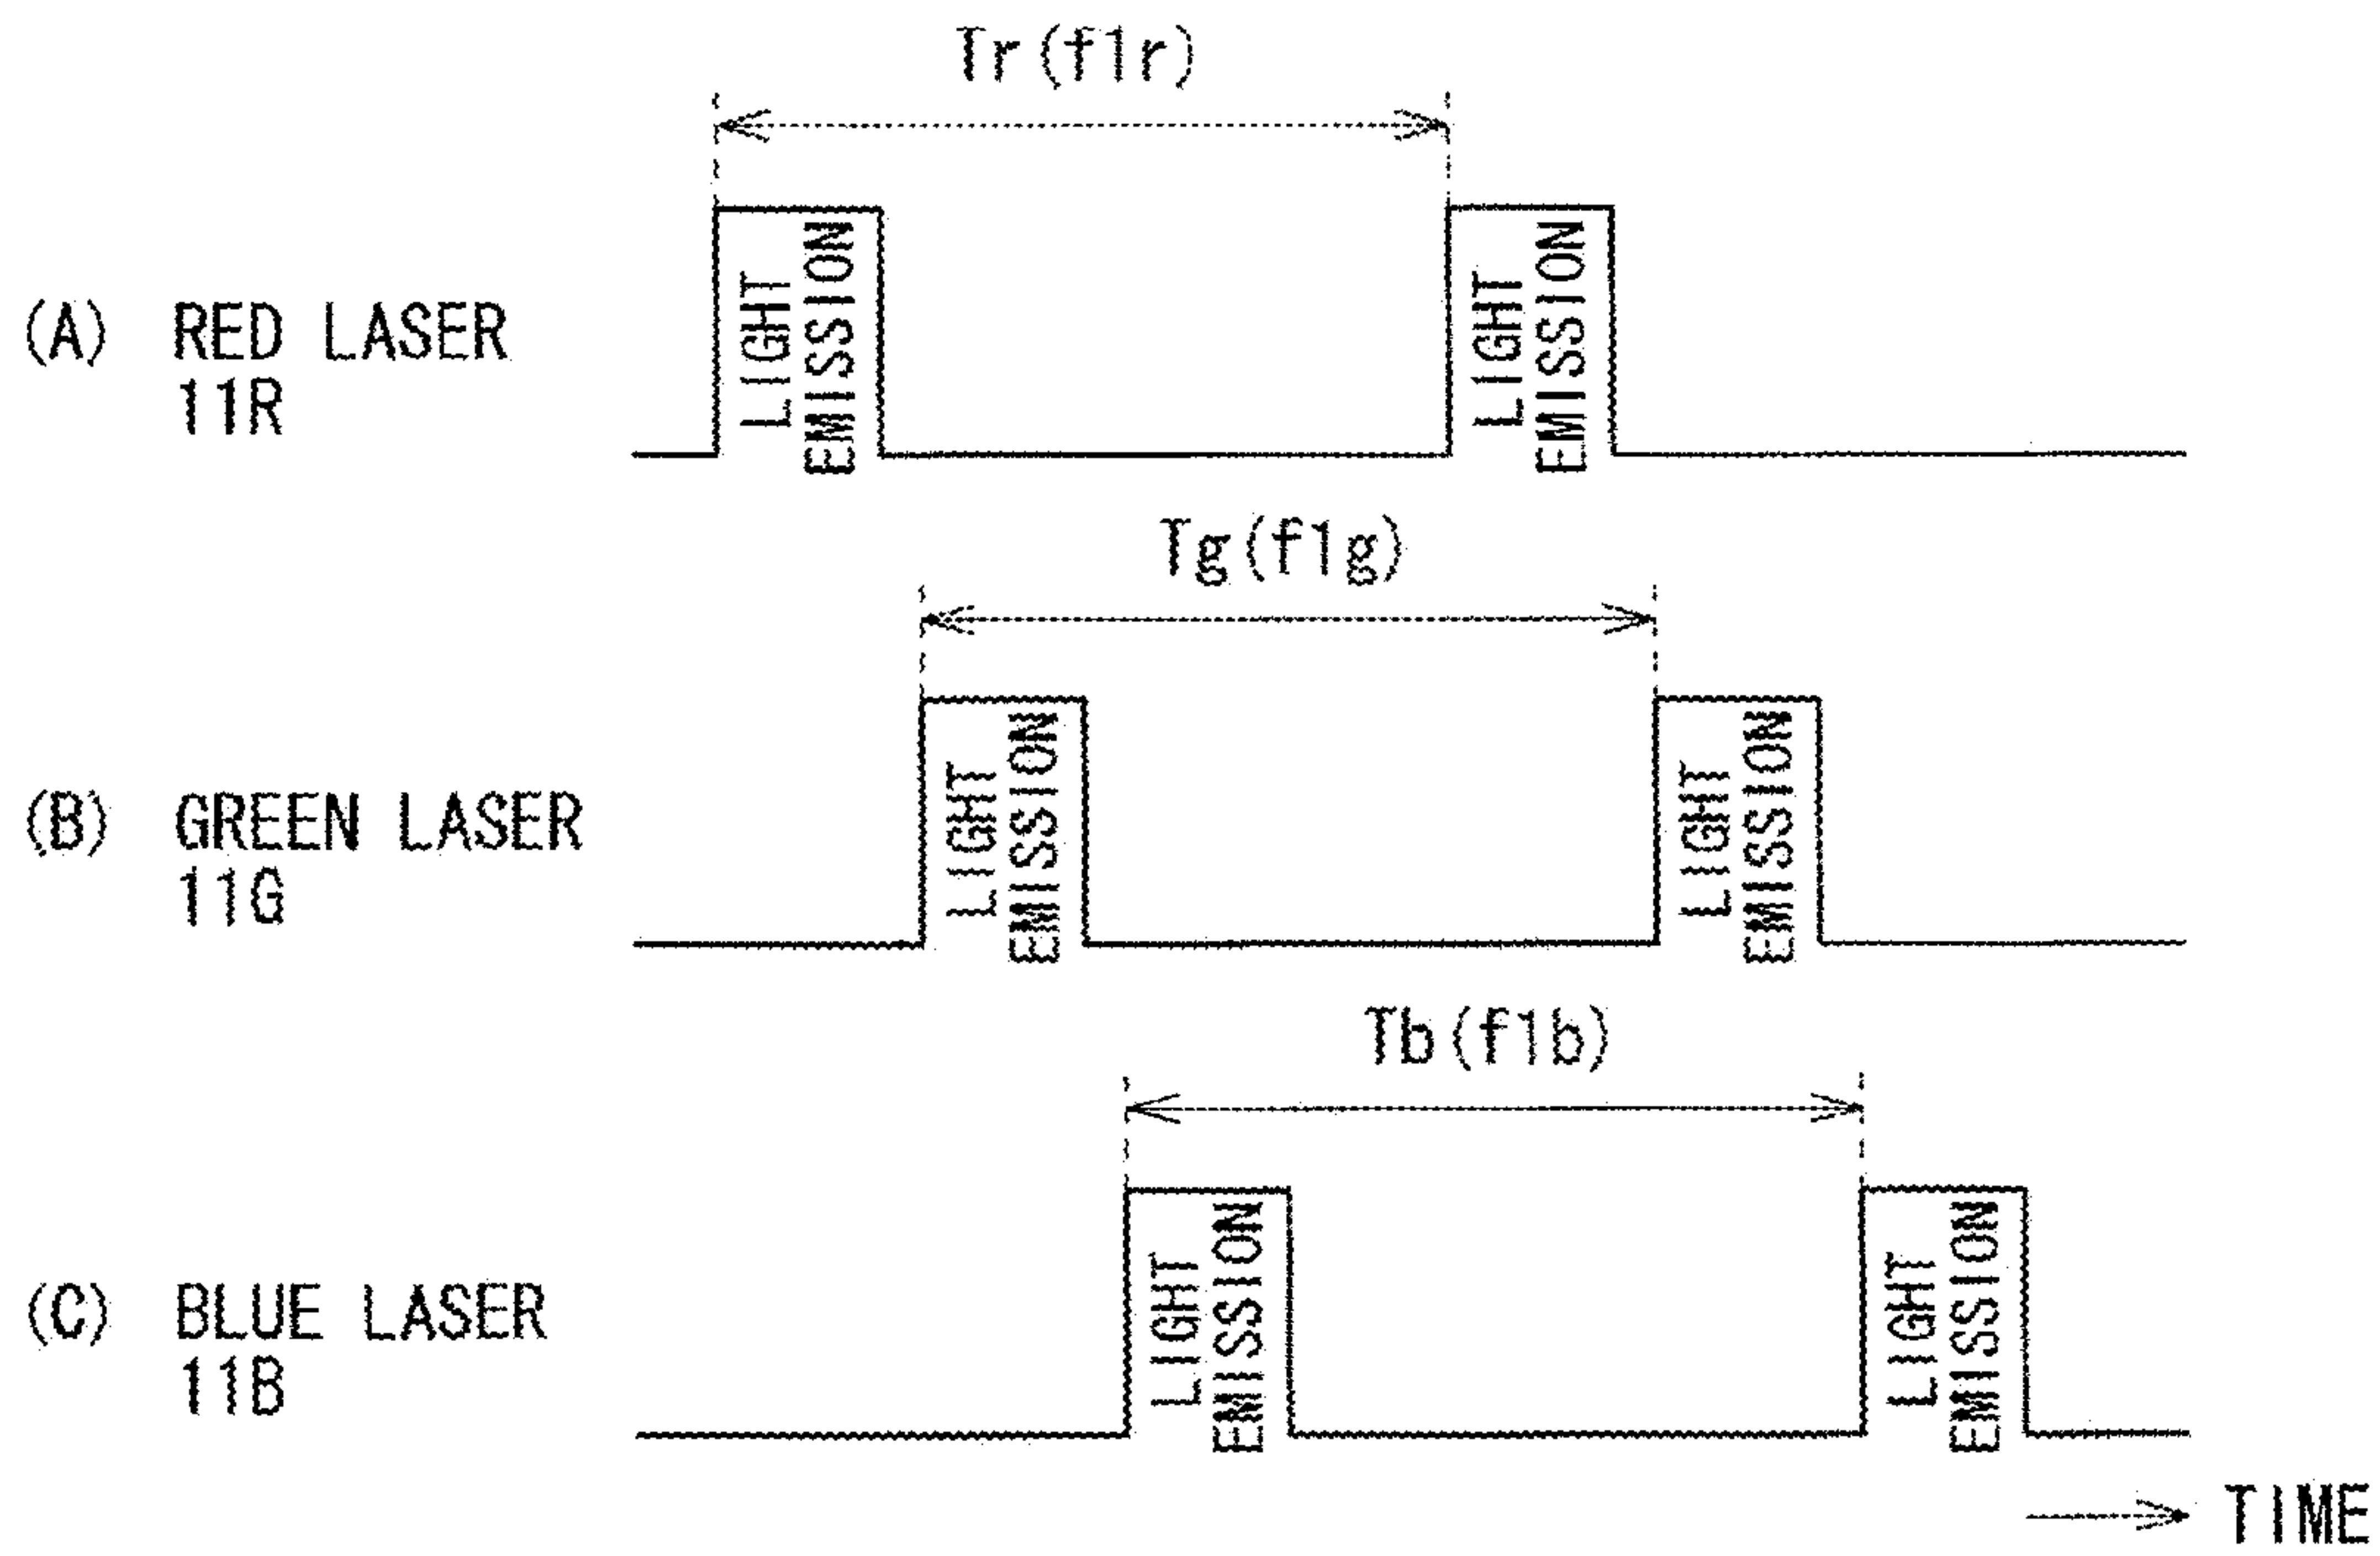 Tr(f1r)
(A) RED LASER
11R
LIGHT
EMISSION
LIGHT
EMISSION
Tg(f1g)
(B) GREEN LASER
11G
LIGHT
EMISSION
LIGHT
EMISSION
Tb(f1b)
(C) BLUE LASER
11B
LIGHT
EMISSION
LIGHT
EMISSION
TIME